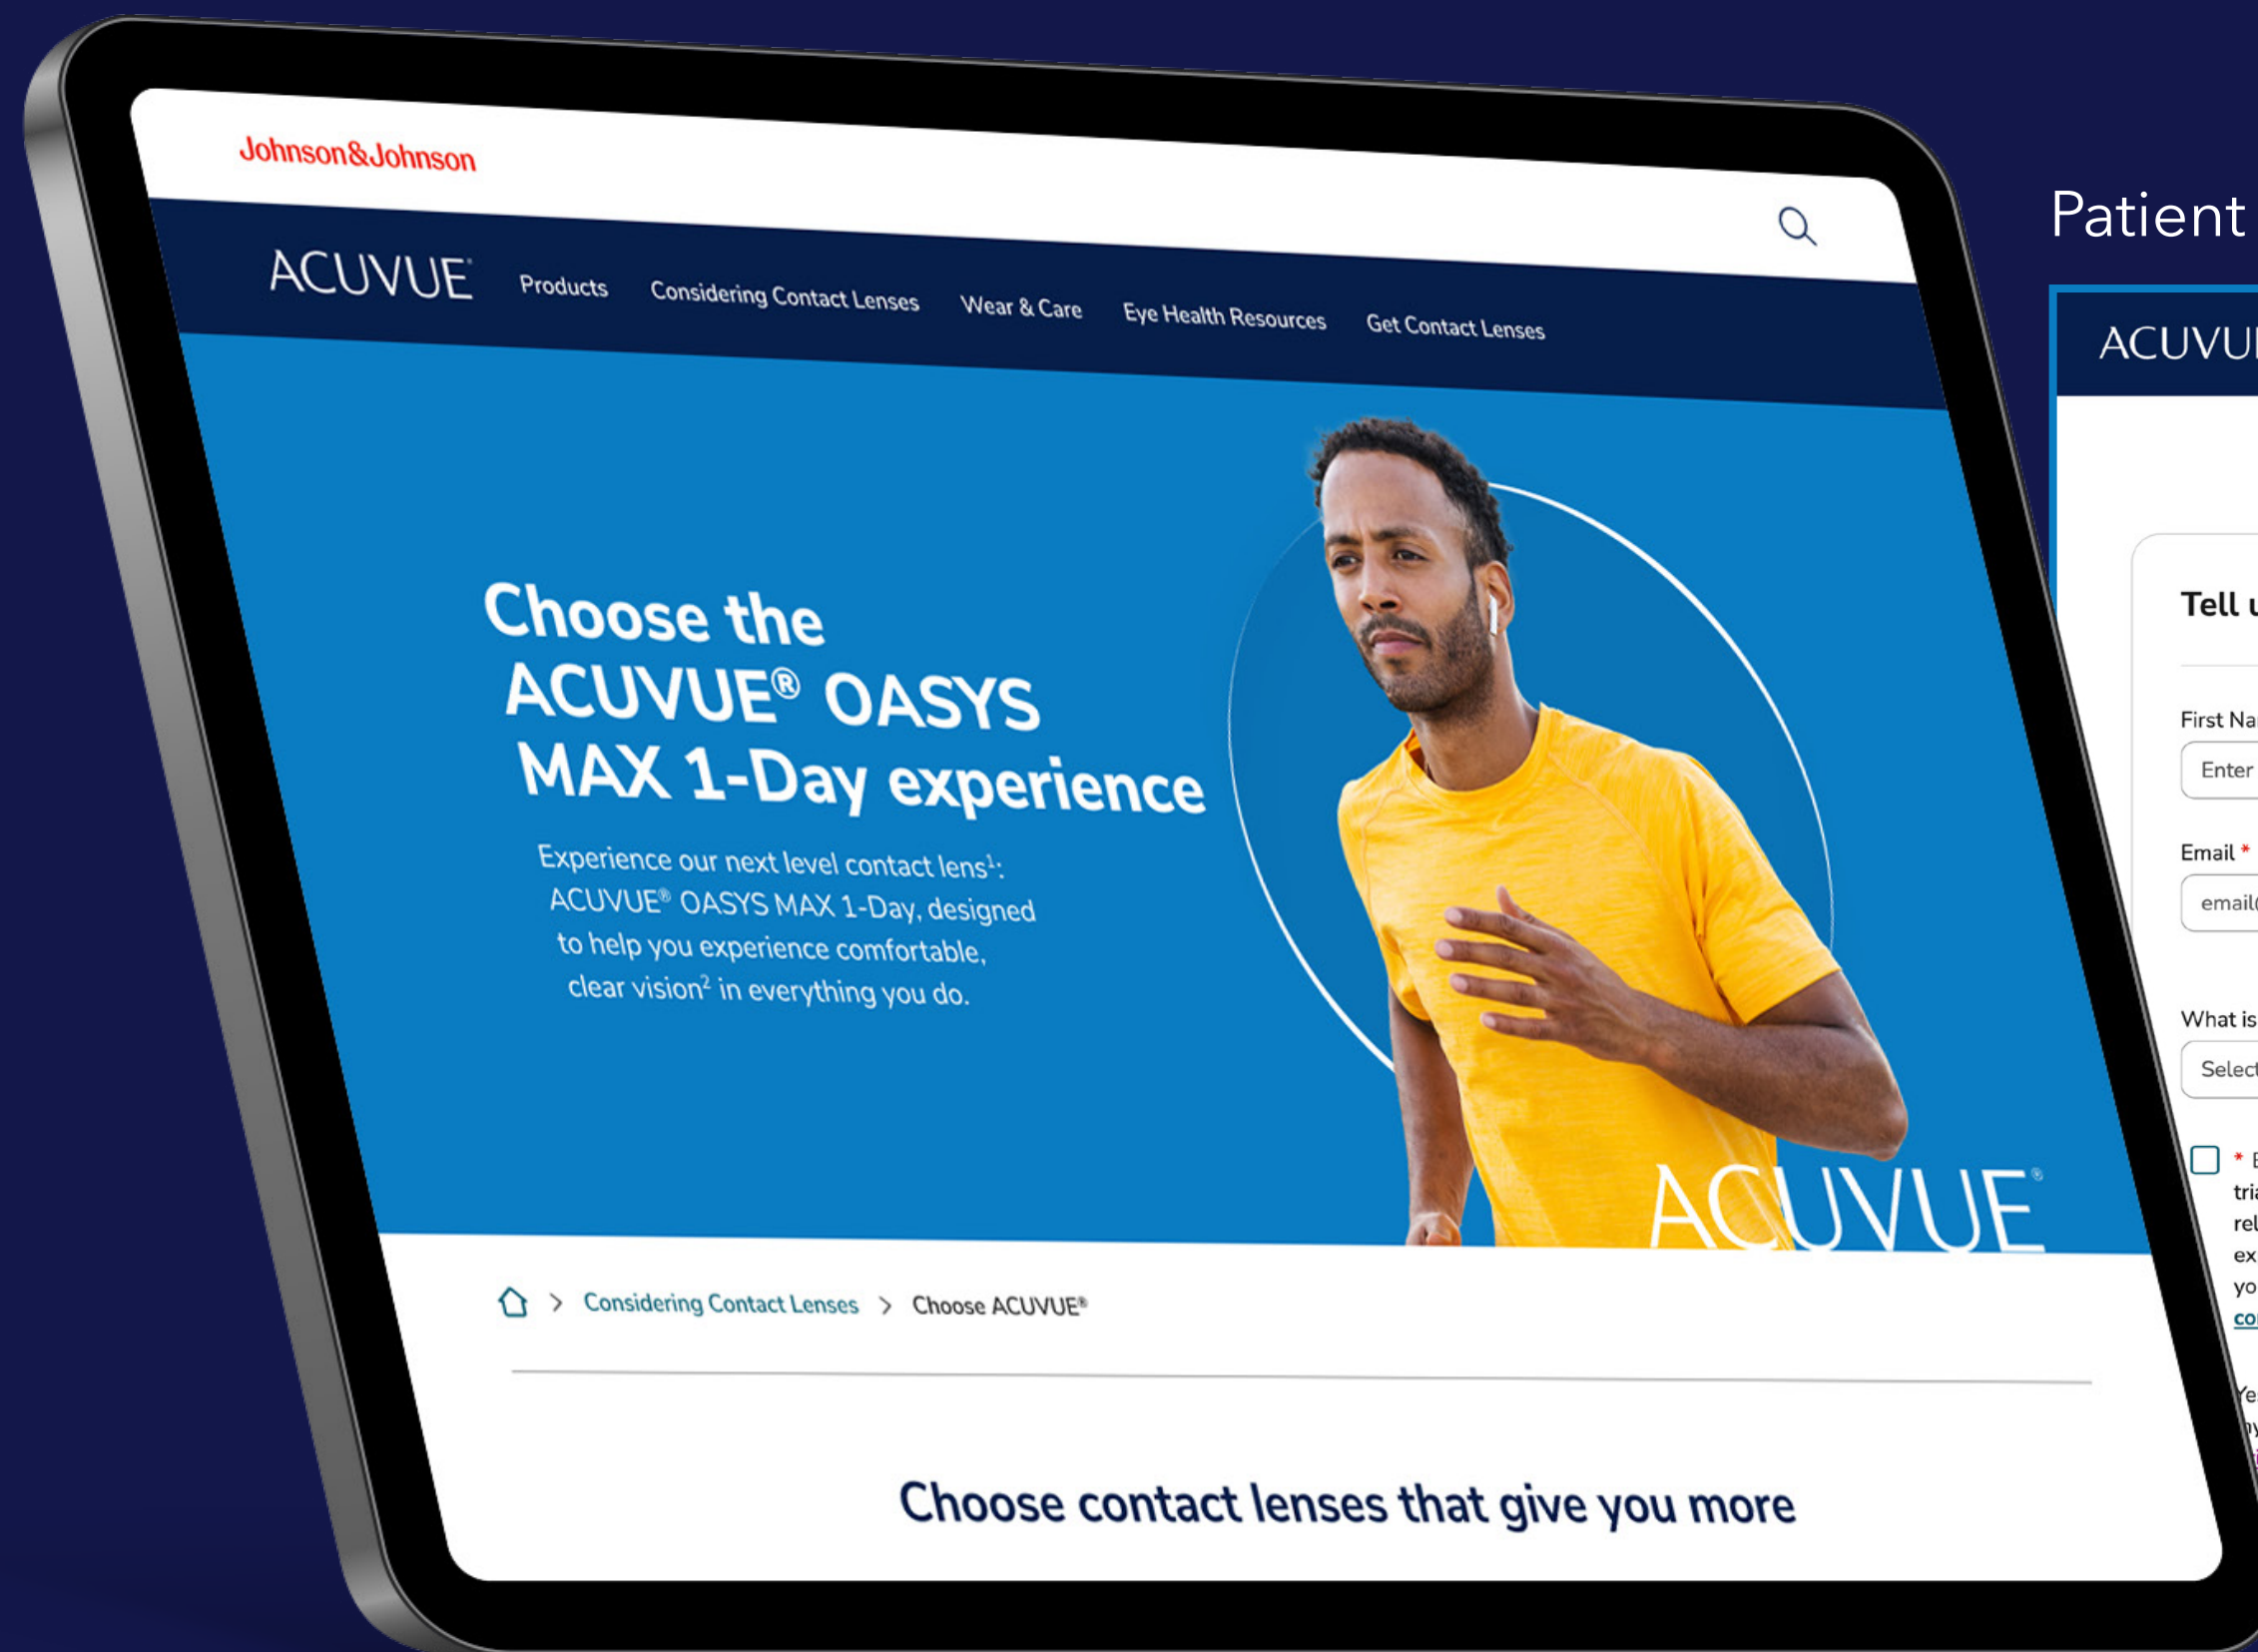 Johnson&Johnson
ACUVUE®
Products
Considering Contact Lenses
Wear & Care
Eye Health Resources
Get Contact Lenses
Choose the
ACUVUE® OASYS
MAX 1-Day experience
Experience our next level contact lens¹:
ACUVUE® OASYS MAX 1-Day, designed
to help you experience comfortable,
clear vision² in everything you do.
ACUVUE®
> Considering Contact Lenses > Choose ACUVUE®
Choose contact lenses that give you more
Patient
Tell
First
Enter
Email *
What is
*